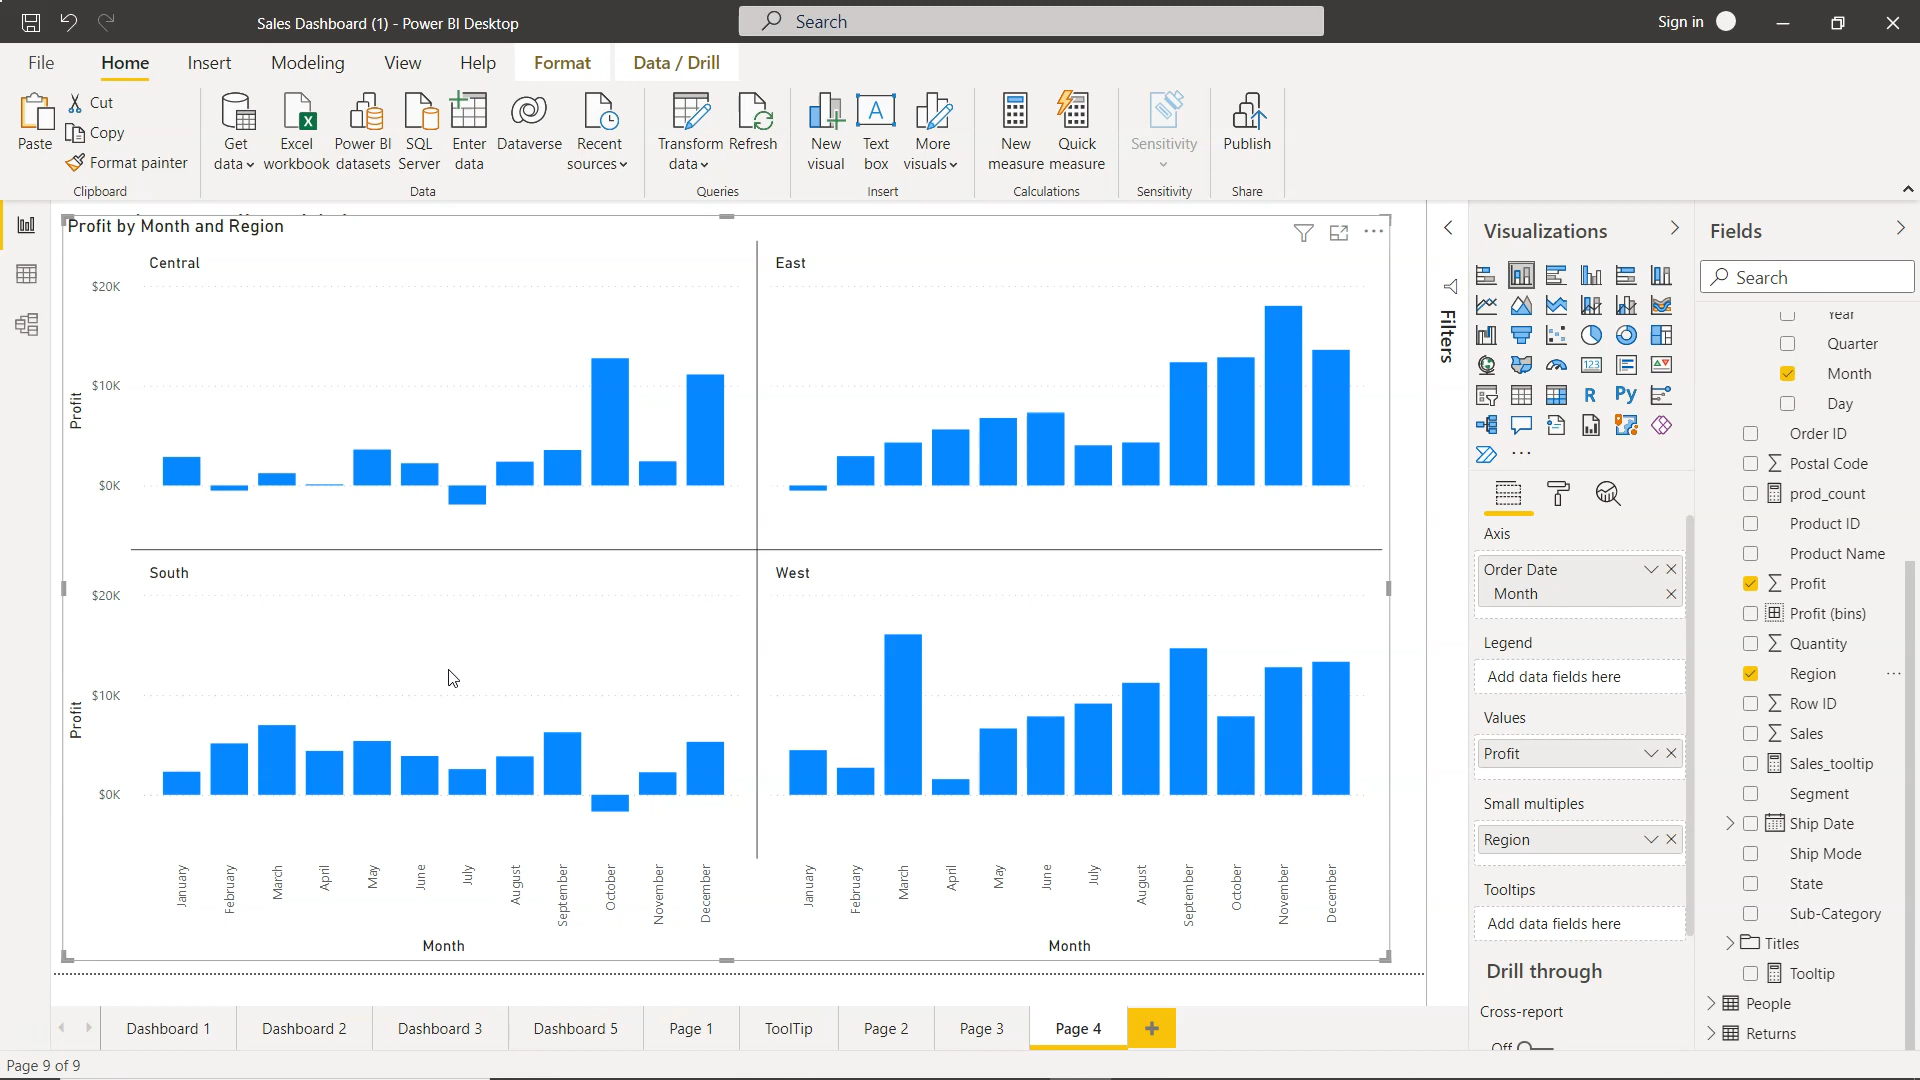 Sales Dashboard (1) - Power BI Desktop
Search
Sign in
File
Home
Insert
Modeling
View
Help
Format
Data / Drill
Paste
Cut
Copy
Format painter
Clipboard
Get data
Excel workbook
Power BI datasets
SQL Server
Enter data
Dataverse
Recent sources
Data
Transform data
Refresh
Queries
New visual
Text box
More visuals
Insert
New measure
Quick measure
Calculations
Sensitivity
Sensitivity
Publish
Share
Profit by Month and Region
Central
$20K
$10K
$0K
Profit
East
South
$20K
$10K
$0K
Profit
West
January
February
March
April
May
June
July
August
September
October
November
December
Month
January
February
March
April
May
June
July
August
September
October
November
December
Month
Filters
Visualizations
123
R
Py
Axis
Order Date
Month
Legend
Add data fields here
Values
Profit
Small multiples
Region
Tooltips
Add data fields here
Drill through
Cross-report
Off
Fields
Search
Year
Quarter
Month
Day
Order ID
Postal Code
prod_count
Product ID
Product Name
Profit
Profit (bins)
Quantity
Region
Row ID
Sales
Sales_tooltip
Segment
Ship Date
Ship Mode
State
Sub-Category
Titles
Tooltip
People
Returns
Dashboard 1
Dashboard 2
Dashboard 3
Dashboard 5
Page 1
ToolTip
Page 2
Page 3
Page 4
Page 9 of 9